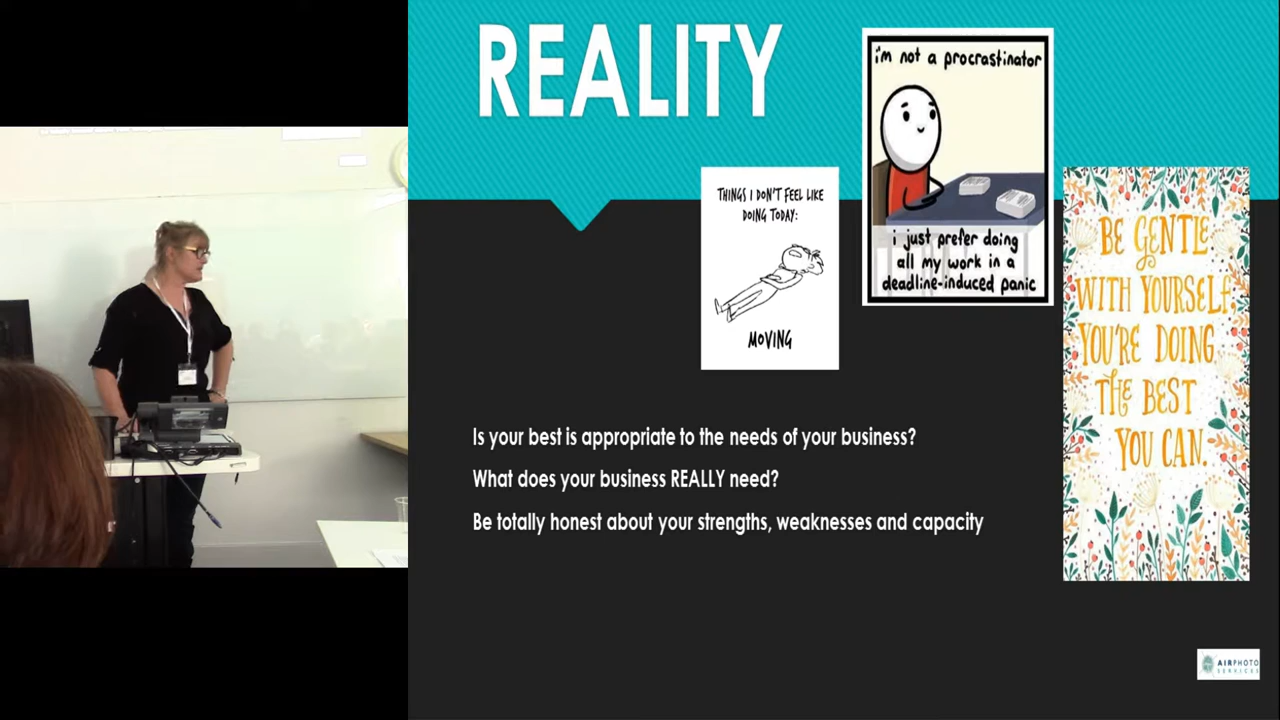 REALITY
i'm not a procrastinator
i just prefer doing
all my work in a
deadline-induced panic
THINGS I DON'T FEEL LIKE
DOING TODAY:
MOVING
BE GENTLE
WITH YOURSELF,
YOU'RE DOING
THE BEST
YOU CAN.
Is your best is appropriate to the needs of your business?
What does your business REALLY need?
Be totally honest about your strengths, weaknesses and capacity
AIRPHOTO
SERVICES